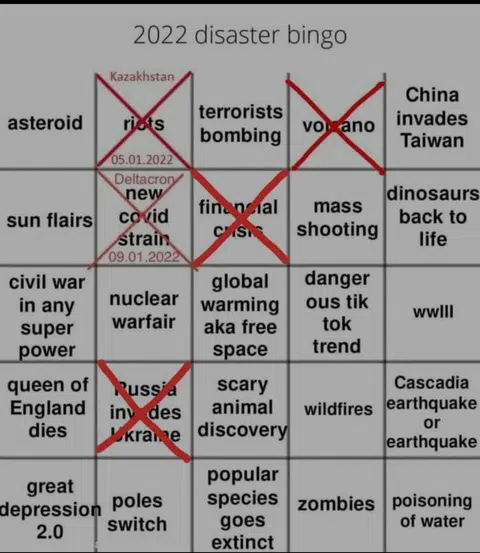 2022 disaster bingo
asteroid
Kazakhstan
riots
05.01.2022
terrorists
bombing
volcano
China
invades
Taiwan
sun flairs
Deltacron
new
covid
strain
09.01.2022
financial
crisis
mass
shooting
dinosaurs
back to
life
civil war
in any
super
power
nuclear
warfair
global
warming
aka free
space
danger
ous tik
tok
trend
wwIII
queen of
England
dies
Russia
invades
Ukraine
scary
animal
discovery
wildfires
Cascadia
earthquake
or
earthquake
great
depression
2.0
poles
switch
popular
species
goes
extinct
zombies
poisoning
of water